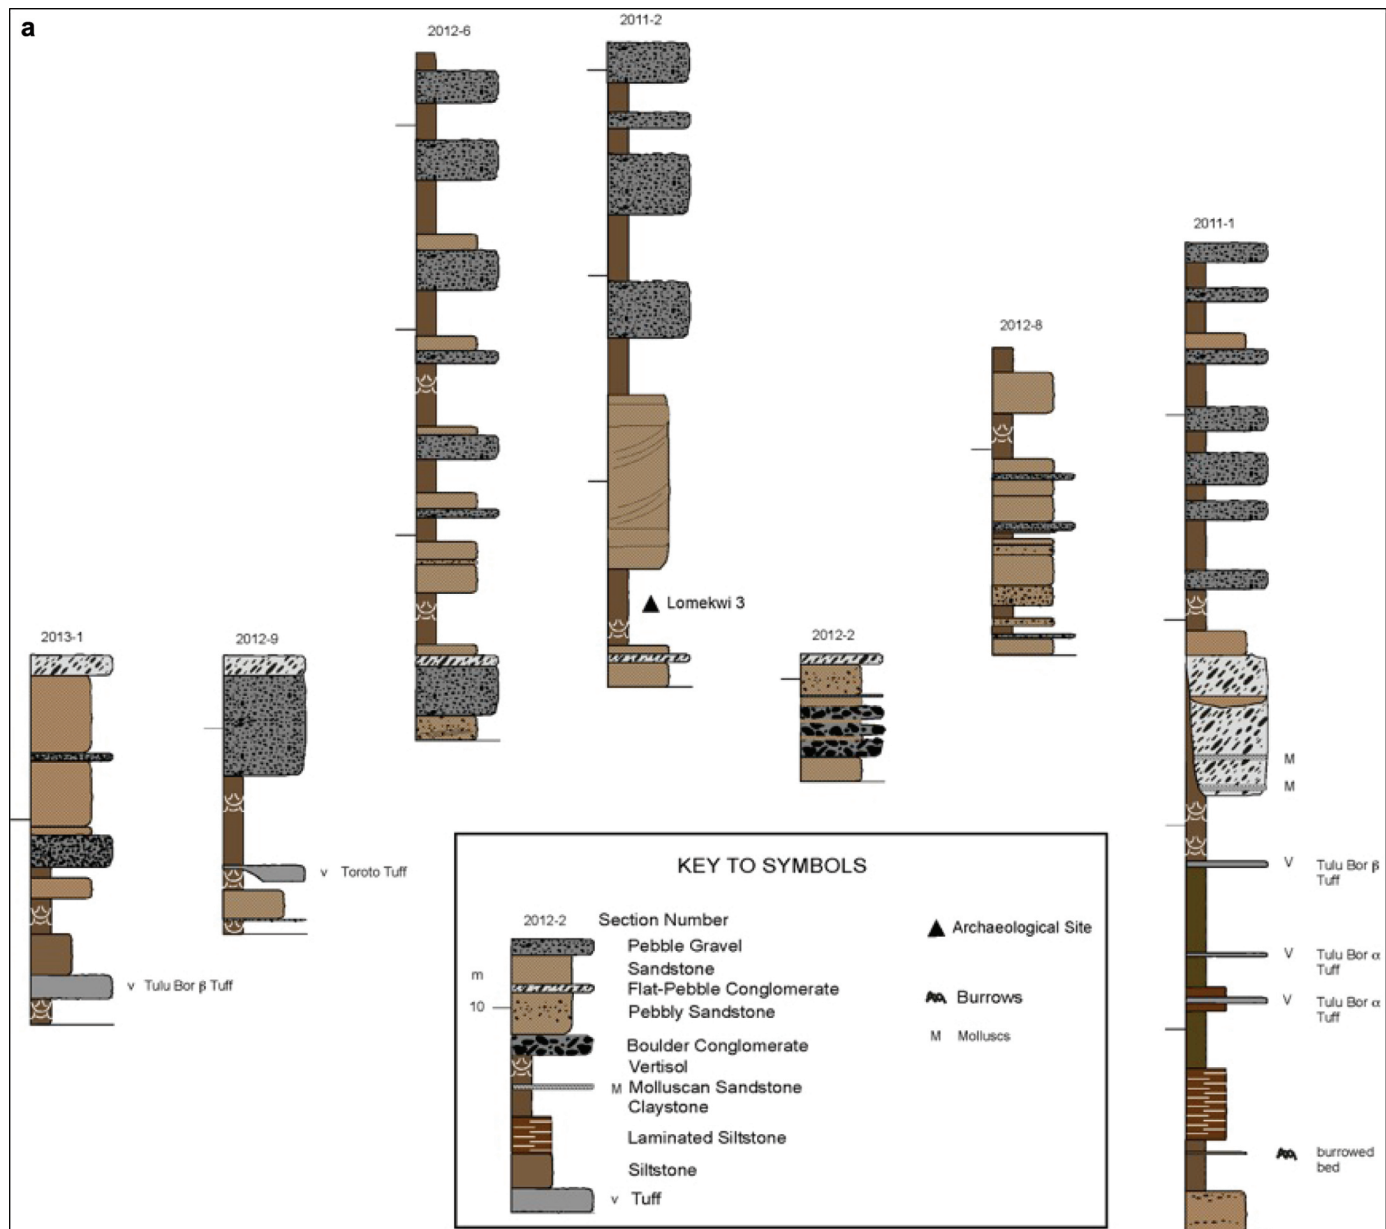 a
2012-6
2011-2
2011-1
2012-8
Lomekwi 3
2013-1
2012-9
2012-2
M
M
v Toroto Tuff
V Tulu Bor β
Tuff
v Tulu Bor β Tuff
V Tulu Bor α
Tuff
V Tulu Bor α
Tuff
burrowed
bed
KEY TO SYMBOLS
2012-2 Section Number
Pebble Gravel
m Sandstone
Flat-Pebble Conglomerate
10 Pebbly Sandstone
Boulder Conglomerate
Vertisol
M Molluscan Sandstone
Claystone
Laminated Siltstone
Siltstone
v Tuff
Archaeological Site
Burrows
M Molluscs